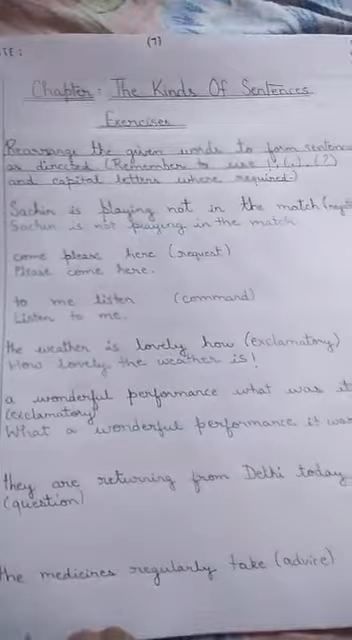 TE :
(7)
Chapter : The Kinds Of Sentences
Exercises
Rearrange the given words to form sentence
as directed (Remember to use (!), (.), (?)
and capital letters where required.)
Sachin is playing not in the match
Sachin is not playing in the match
come please here (request)
Please come here.
to me listen (command)
Listen to me.
the weather is lovely how (exclamatory)
How lovely the weather is!
a wonderful performance what was it
(exclamatory)
What a wonderful performance it was
they are returning from Delhi today
(question)
the medicines regularly take (advice)